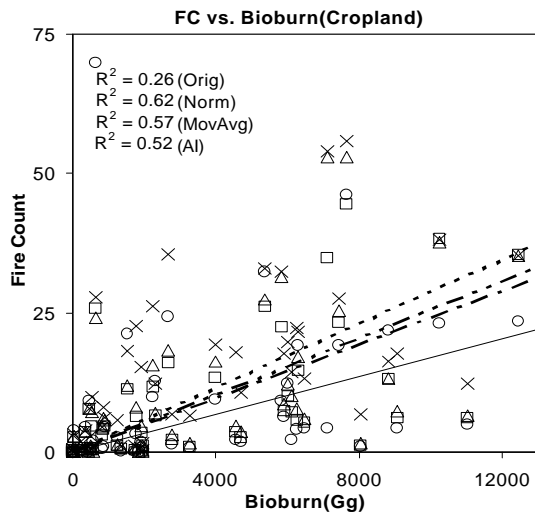 FC vs. Bioburn(Cropland)
75
R² = 0.26 (Orig)
R² = 0.62 (Norm)
R² = 0.57 (MovAvg)
R² = 0.52 (AI)
50
Fire Count
25
0
0 4000 8000 12000
Bioburn(Gg)